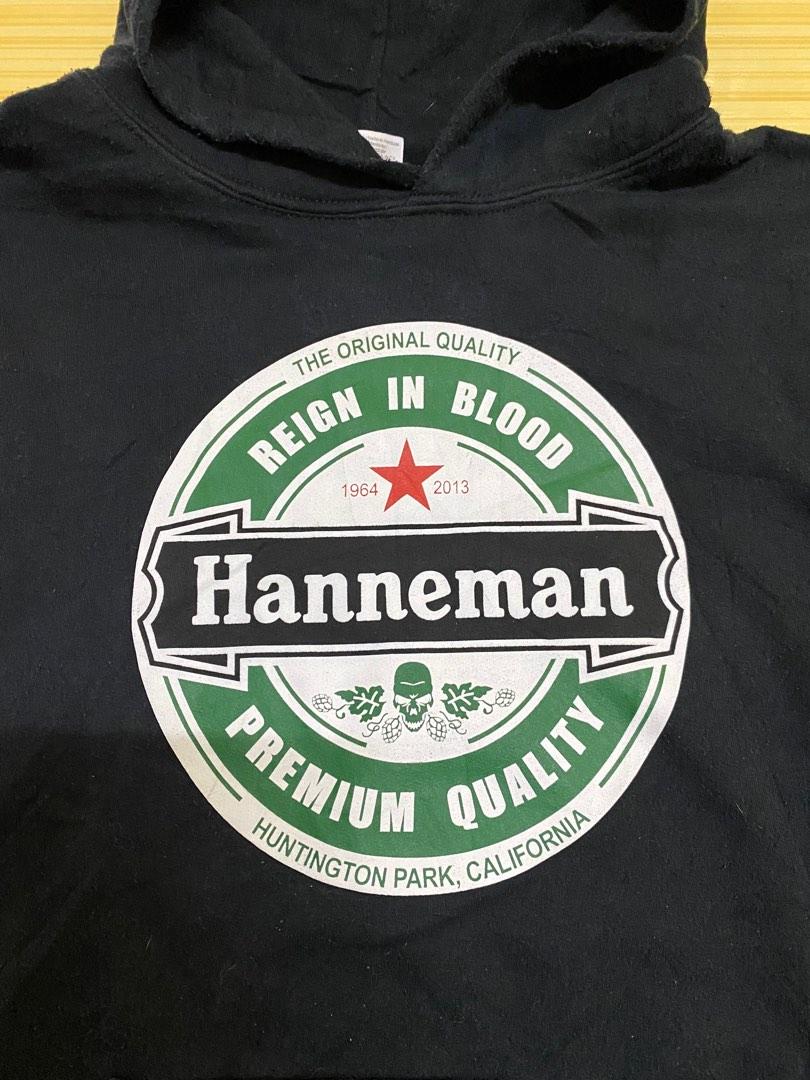 THE ORIGINAL QUALITY
REIGN IN BLOOD
1964 2013
Hanneman
PREMIUM QUALITY
HUNTINGTON PARK, CALIFORNIA